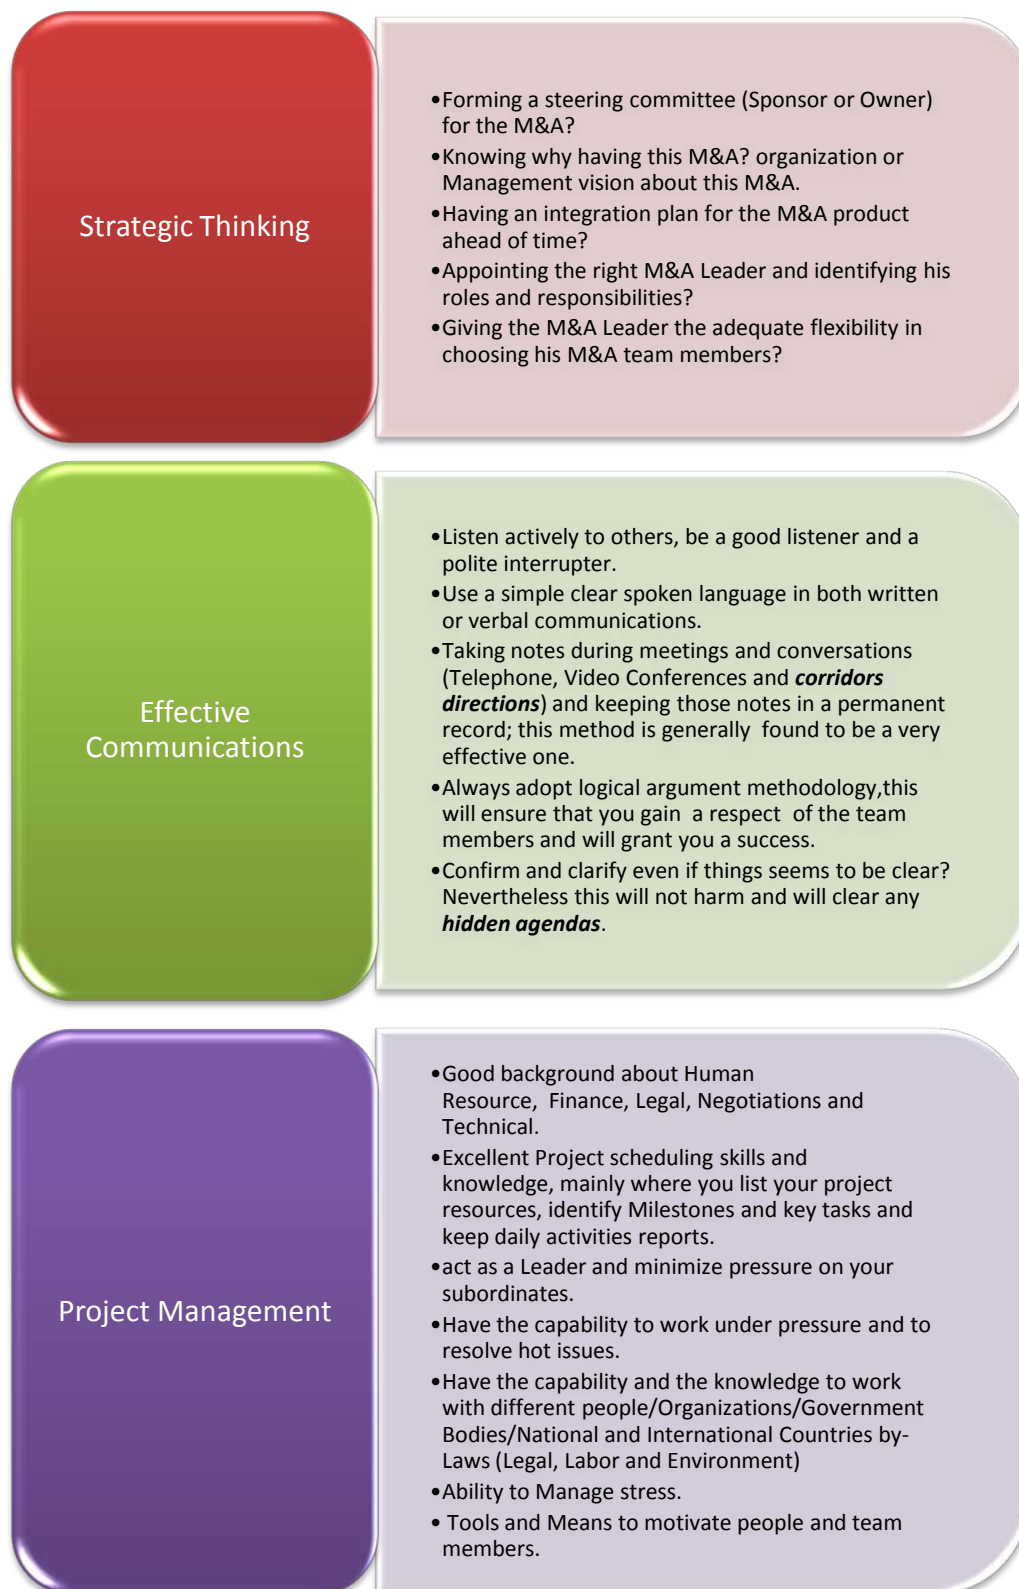 Strategic Thinking
•Forming a steering committee (Sponsor or Owner)
for the M&A?
•Knowing why having this M&A? organization or
Management vision about this M&A.
•Having an integration plan for the M&A product
ahead of time?
•Appointing the right M&A Leader and identifying his
roles and responsibilities?
•Giving the M&A Leader the adequate flexibility in
choosing his M&A team members?
Effective
Communications
•Listen actively to others, be a good listener and a
polite interrupter.
•Use a simple clear spoken language in both written
or verbal communications.
•Taking notes during meetings and conversations
(Telephone, Video Conferences and corridors
directions) and keeping those notes in a permanent
record; this method is generally found to be a very
effective one.
•Always adopt logical argument methodology,this
will ensure that you gain a respect of the team
members and will grant you a success.
•Confirm and clarify even if things seems to be clear?
Nevertheless this will not harm and will clear any
hidden agendas.
Project Management
•Good background about Human
Resource, Finance, Legal, Negotiations and
Technical.
•Excellent Project scheduling skills and
knowledge, mainly where you list your project
resources, identify Milestones and key tasks and
keep daily activities reports.
•act as a Leader and minimize pressure on your
subordinates.
•Have the capability to work under pressure and to
resolve hot issues.
•Have the capability and the knowledge to work
with different people/Organizations/Government
Bodies/National and International Countries by-
Laws (Legal, Labor and Environment)
•Ability to Manage stress.
• Tools and Means to motivate people and team
members.